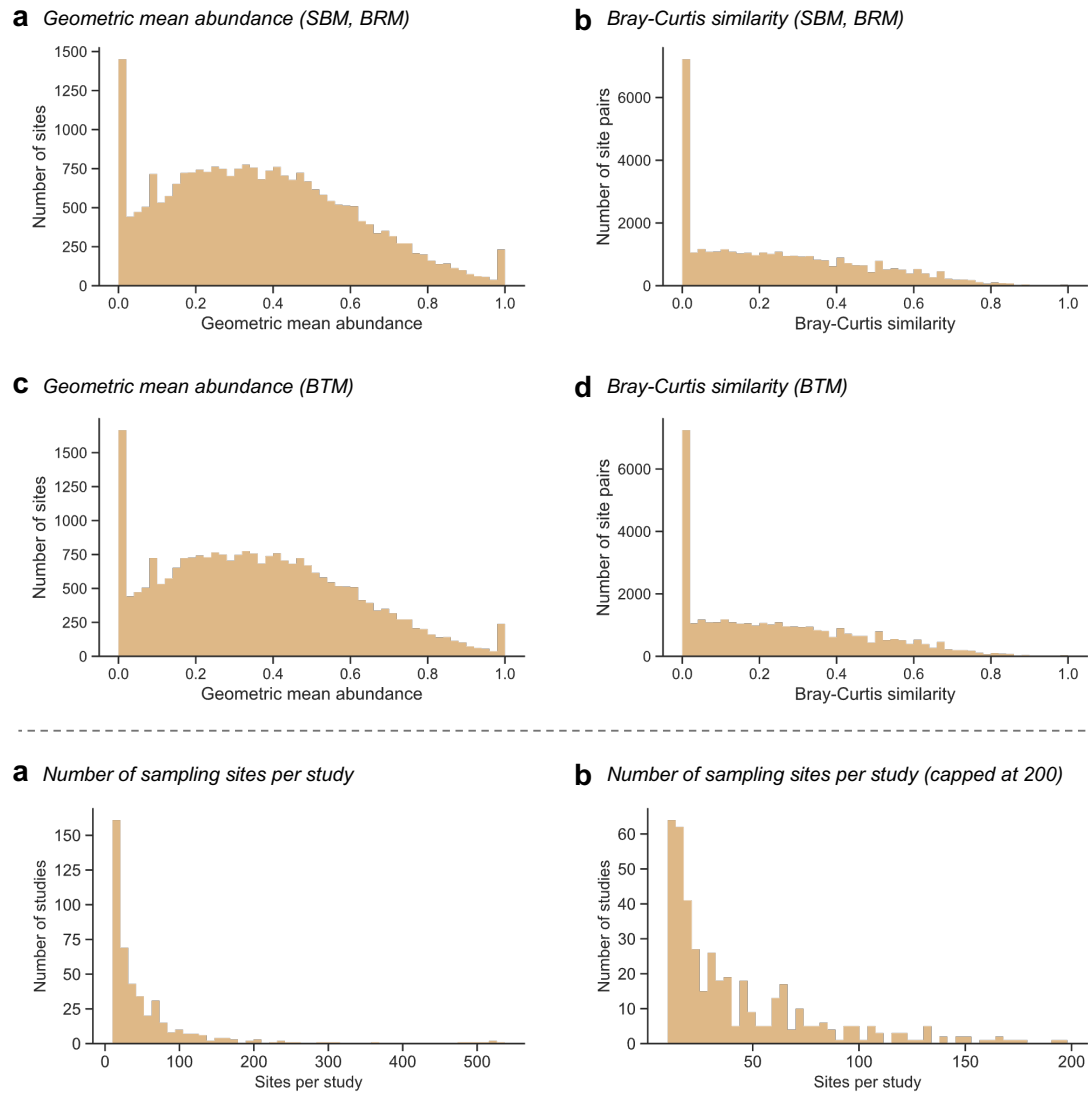 a Geometric mean abundance (SBM, BRM)
1500
1250
1000
750
500
250
0
Number of sites
0.0 0.2 0.4 0.6 0.8 1.0
Geometric mean abundance
b Bray-Curtis similarity (SBM, BRM)
6000
4000
2000
0
Number of site pairs
0.0 0.2 0.4 0.6 0.8 1.0
Bray-Curtis similarity
c Geometric mean abundance (BTM)
1500
1250
1000
750
500
250
0
Number of sites
0.0 0.2 0.4 0.6 0.8 1.0
Geometric mean abundance
d Bray-Curtis similarity (BTM)
6000
4000
2000
0
Number of site pairs
0.0 0.2 0.4 0.6 0.8 1.0
Bray-Curtis similarity
a Number of sampling sites per study
150
125
100
75
50
25
0
Number of studies
0 100 200 300 400 500
Sites per study
b Number of sampling sites per study (capped at 200)
60
50
40
30
20
10
0
Number of studies
50 100 150 200
Sites per study